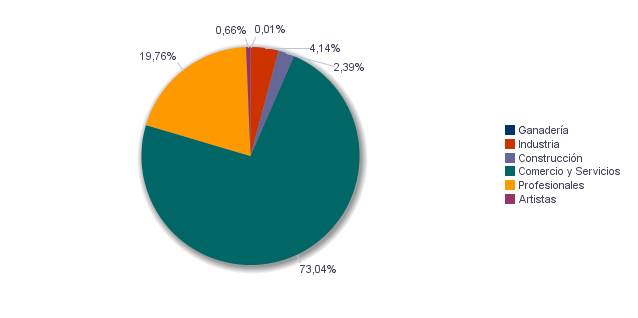 0,66%
0,01%
4,14%
2,39%
19,76%
73,04%
Ganadería
Industria
Construcción
Comercio y Servicios
Profesionales
Artistas